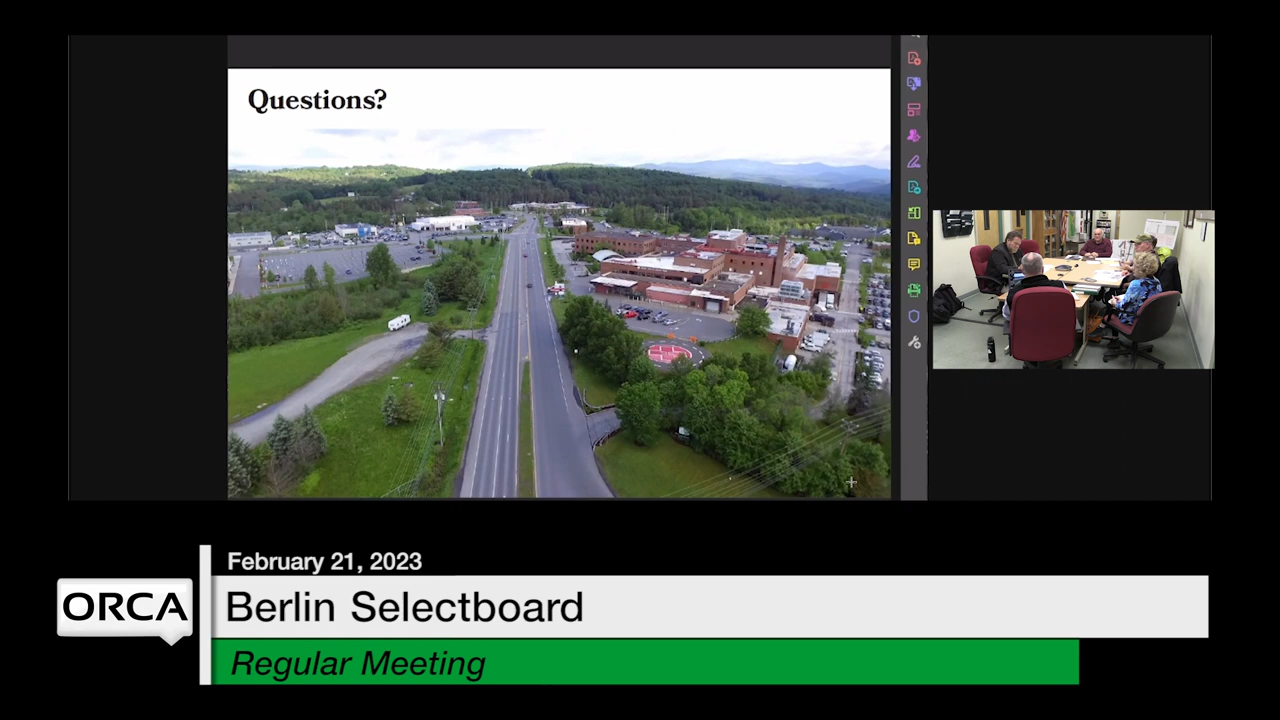 Questions?
February 21, 2023
ORCA
Berlin Selectboard
Regular Meeting